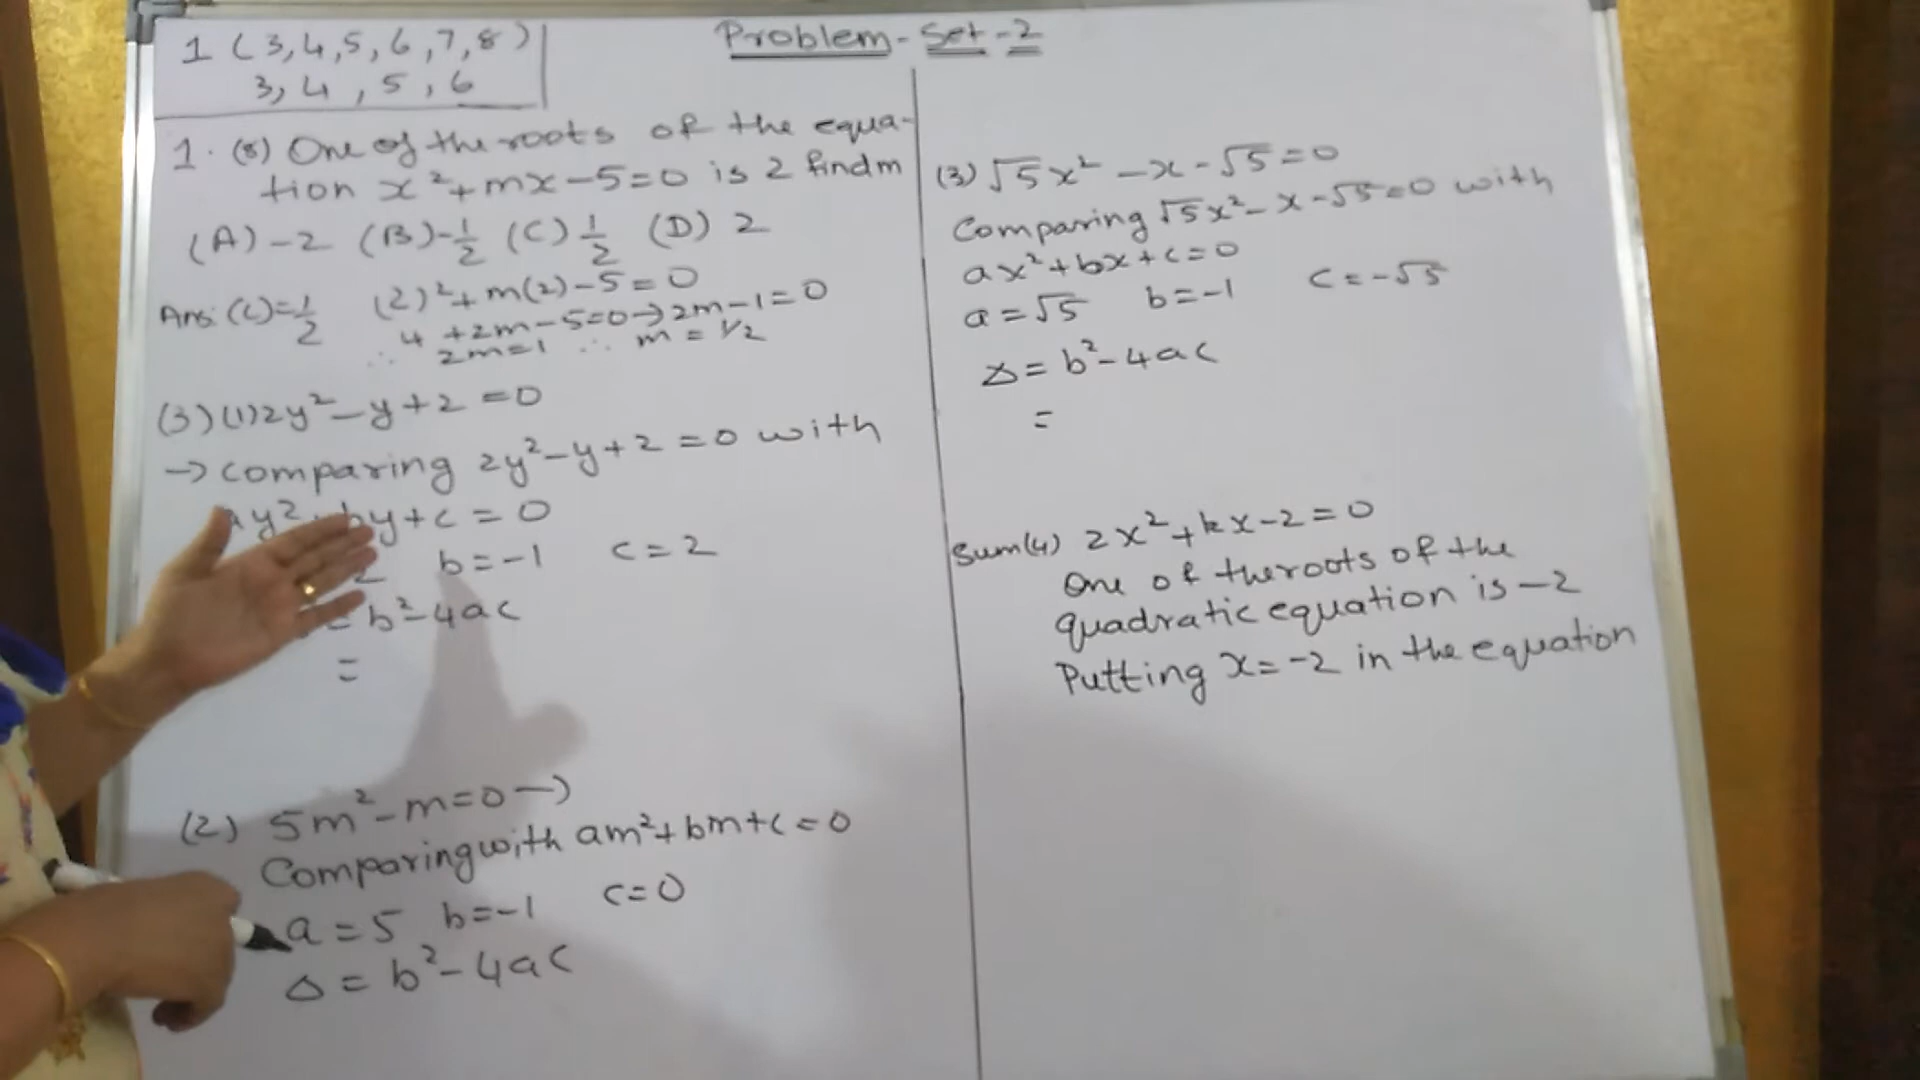 1 (3,4,5,6,7,8)
3, 4, 5, 6
Problem-Set-2
1. (8) One of the roots of the equa-
tion x²+mx-5=0 is 2 find m
(A)-2 (B)-1/2 (C) 1/2 (D) 2
Ans: (C)=1/2 (2)²+m(2)-5=0
4 +2m-5=0→2m-1=0
∴ 2m=1 ∴ m=1/2
(3)(1)2y²-y+2=0
→ comparing 2y²-y+2=0 with
y²+by+c=0
2 b=-1 c=2
=b²-4ac
=
(2) 5m²-m=0→
Comparing with am²+bm+c=0
a=5 b=-1 c=0
Δ=b²-4ac
(3) √5x²-x-√5=0
Comparing √5x²-x-√5=0 with
ax²+bx+c=0
a=√5 b=-1 c=-√5
Δ=b²-4ac
=
Sum(4) 2x²+kx-2=0
One of the roots of the
quadratic equation is -2
Putting x=-2 in the equation